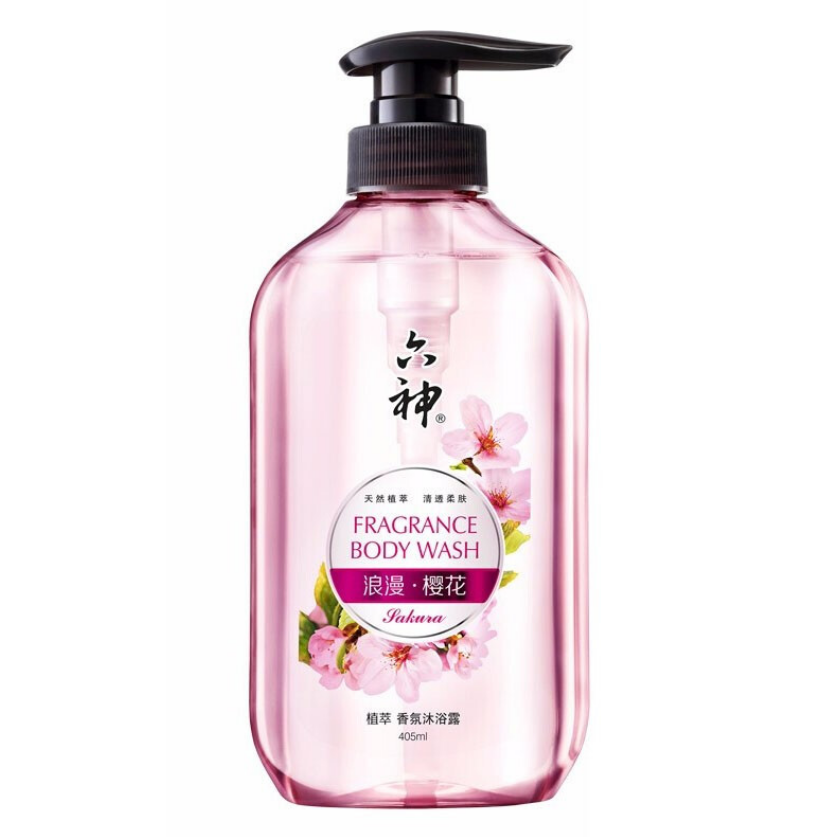 六
神®
天然植萃 清透柔肤
FRAGRANCE
BODY WASH
浪漫·樱花
Sakura
植萃 香氛沐浴露
405ml